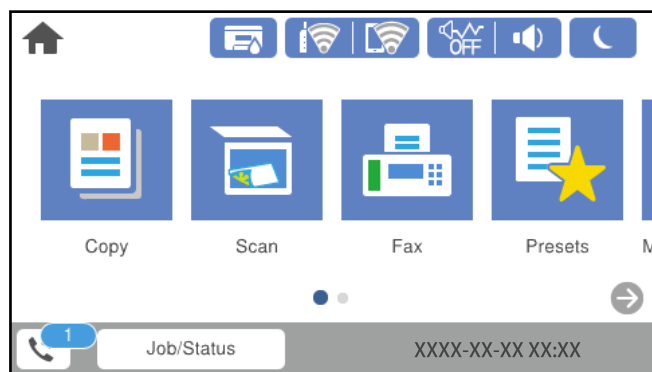 OFF
Copy
Scan
Fax
Presets
M
1
Job/Status
XXXX-XX-XX XX:XX